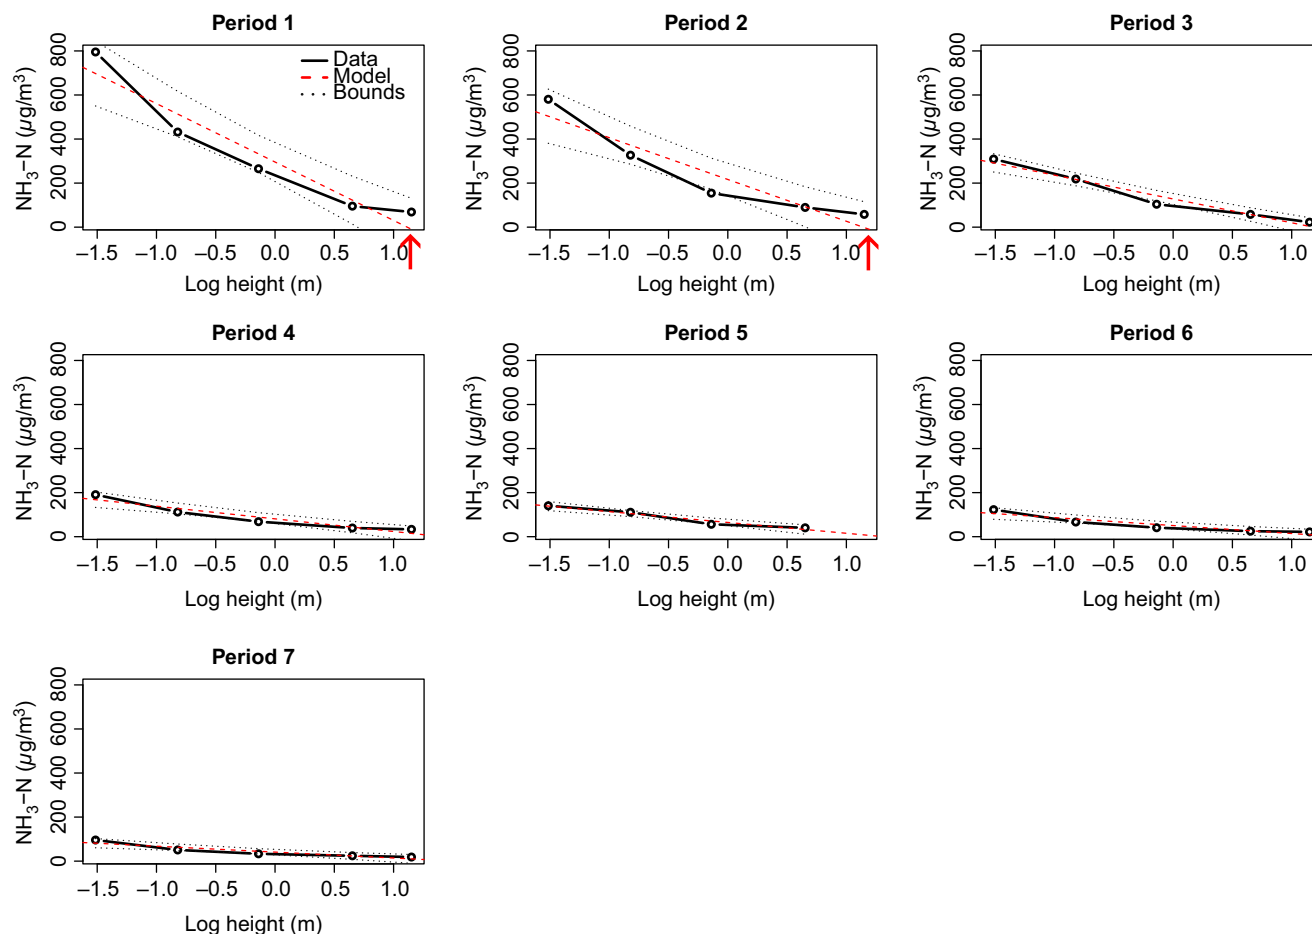 Period 1
NH₃–N (µg/m³)
800
600
400
200
0
Data
Model
Bounds
–1.5 –1.0 –0.5 0.0 0.5 1.0
Log height (m)
Period 2
NH₃–N (µg/m³)
800
600
400
200
0
–1.5 –1.0 –0.5 0.0 0.5 1.0
Log height (m)
Period 3
NH₃–N (µg/m³)
800
600
400
200
0
–1.5 –1.0 –0.5 0.0 0.5 1.0
Log height (m)
Period 4
NH₃–N (µg/m³)
800
600
400
200
0
–1.5 –1.0 –0.5 0.0 0.5 1.0
Log height (m)
Period 5
NH₃–N (µg/m³)
800
600
400
200
0
–1.5 –1.0 –0.5 0.0 0.5 1.0
Log height (m)
Period 6
NH₃–N (µg/m³)
800
600
400
200
0
–1.5 –1.0 –0.5 0.0 0.5 1.0
Log height (m)
Period 7
NH₃–N (µg/m³)
800
600
400
200
0
–1.5 –1.0 –0.5 0.0 0.5 1.0
Log height (m)